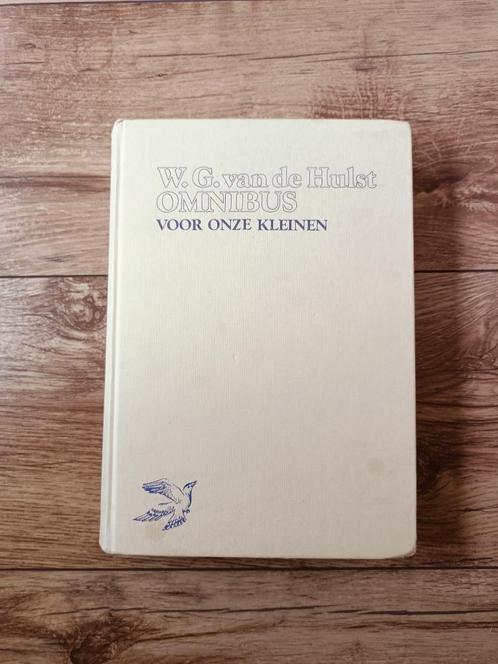 W. G. van de Hulst
OMNIBUS
VOOR ONZE KLEINEN